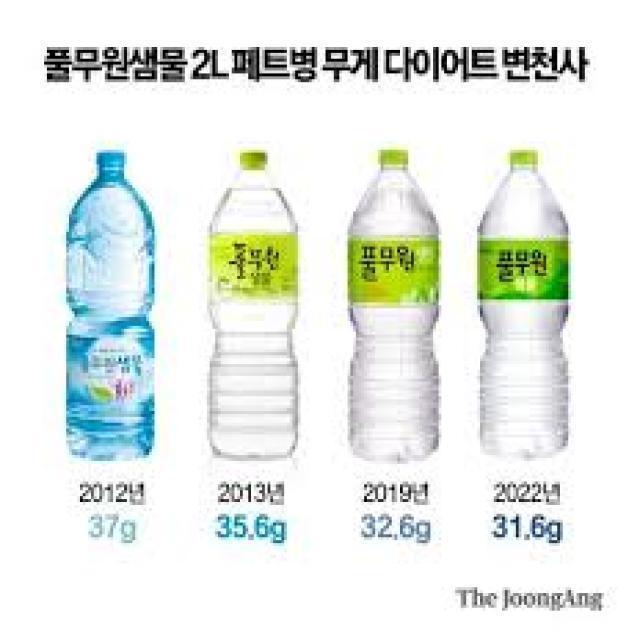 풀무원샘물 2L 페트병 무게 다이어트 변천사
풀무원샘물
풀무원
샘물
풀무원
풀무원
2012년
2013년
2019년
2022년
37g
35.6g
32.6g
31.6g
The JoongAng